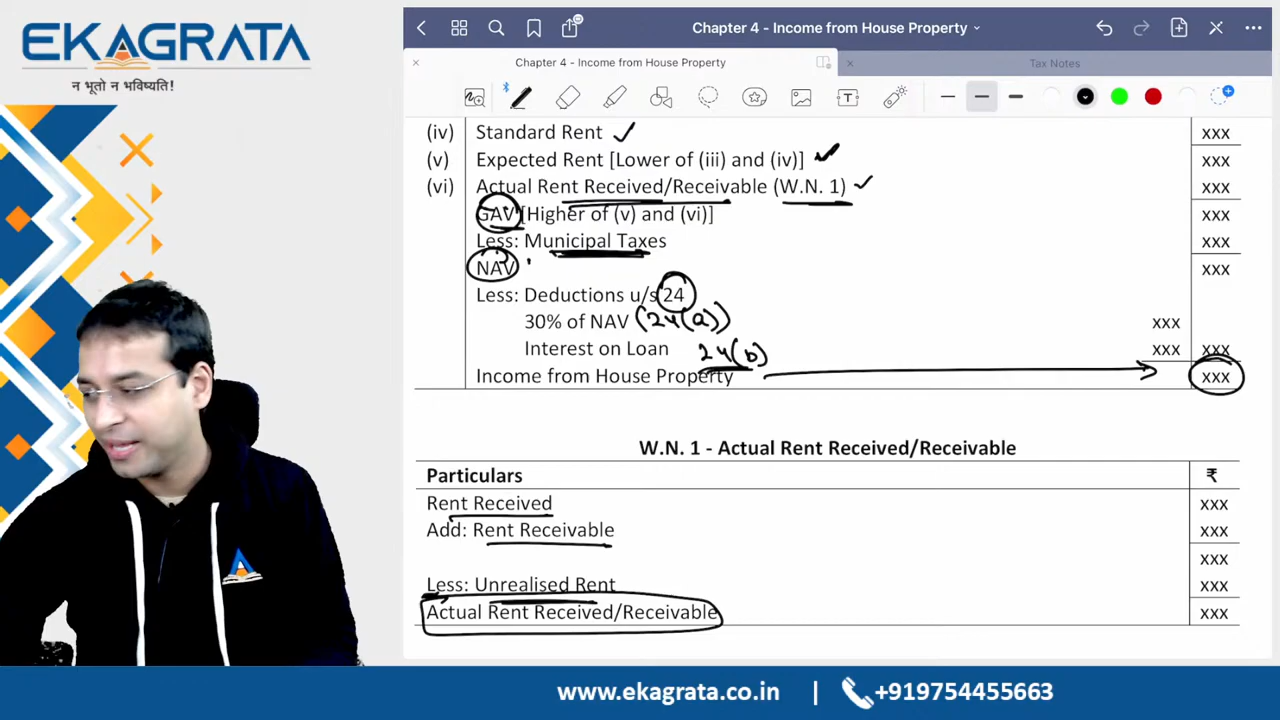 EKAGRATA
न भूतो न भविष्यति!
Chapter 4 - Income from House Property
Chapter 4 - Income from House Property
Tax Notes
(iv) Standard Rent xxx
(v) Expected Rent [Lower of (iii) and (iv)] xxx
(vi) Actual Rent Received/Receivable (W.N. 1) xxx
GAV [Higher of (v) and (vi)] xxx
Less: Municipal Taxes xxx
NAV xxx
Less: Deductions u/s 24
30% of NAV (24(a)) xxx
Interest on Loan 24(b) xxx xxx
Income from House Property xxx
W.N. 1 - Actual Rent Received/Receivable
Particulars ₹
Rent Received xxx
Add: Rent Receivable xxx
xxx
Less: Unrealised Rent xxx
Actual Rent Received/Receivable xxx
www.ekagrata.co.in | +919754455663